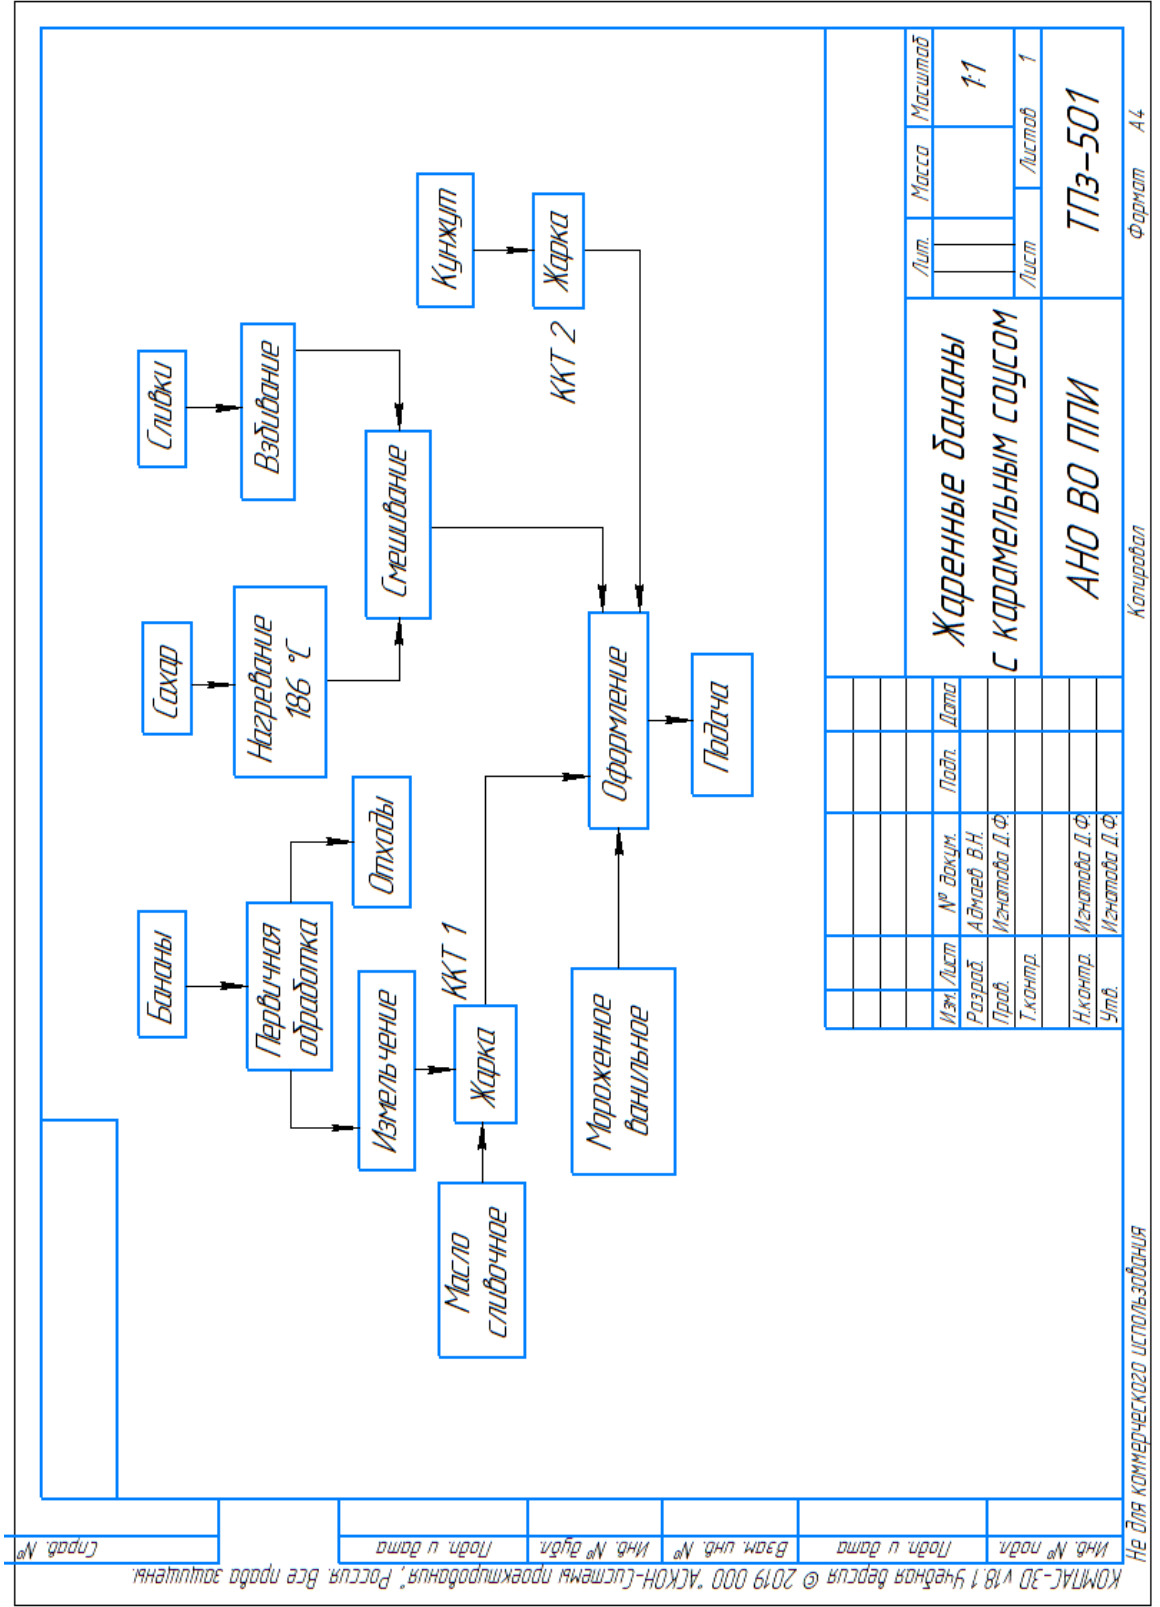 Бананы
Сахар
Сливки
Первичная
обработка
Нагревание
186 °С
Взбивание
Измельчение
Отходы
Смешивание
Кунжут
Масло
сливочное
Жарка
ККТ 1
Жарка
ККТ 2
Мороженное
ванильное
Оформление
Подача
Изм.
Лист
№ докум.
Подп.
Дата
Разраб.
Адмаев В.Н.
Пров.
Игнатова Д.Ф.
Т.контр.
Н.контр.
Игнатова Д.Ф.
Утв.
Игнатова Д.Ф.
Жаренные бананы
с карамельным соусом
Лит.
Масса
Масштаб
1:1
Лист
Листов
1
АНО ВО ППИ
ТПз-501
Не для коммерческого использования
Копировал
Формат
А4
КОМПАС-3D v18.1 Учебная версия © 2019 ООО "АСКОН-Системы проектирования", Россия. Все права защищены.
Инв. № подл.
Подп. и дата
Взам. инв. №
Инв. № дубл.
Подп. и дата
Справ. №